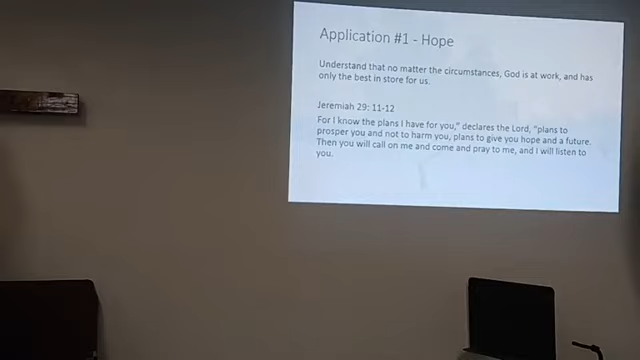 Application #1 - Hope
Understand that no matter the circumstances, God is at work, and has
only the best in store for us.
Jeremiah 29: 11-12
For I know the plans I have for you,” declares the Lord, “plans to
prosper you and not to harm you, plans to give you hope and a future.
Then you will call on me and come and pray to me, and I will listen to
you.